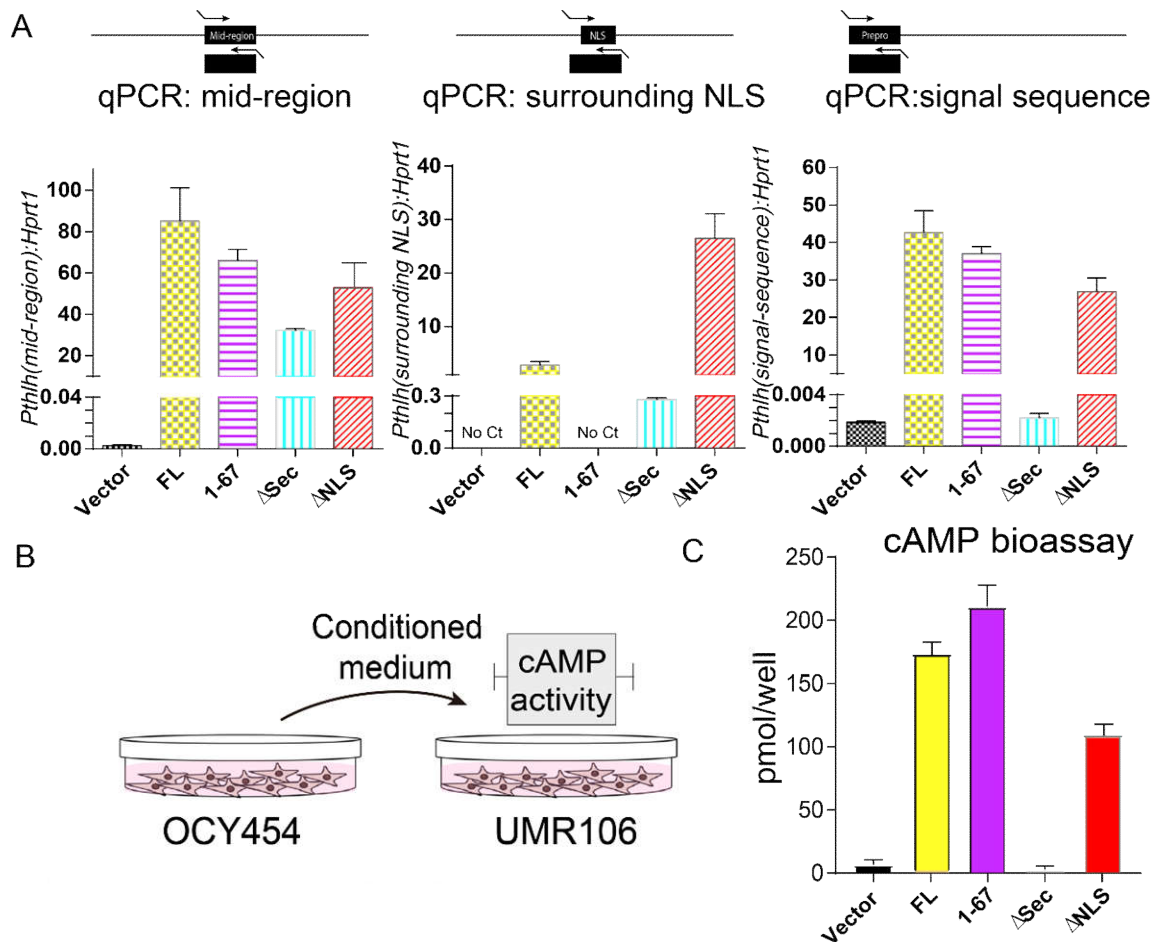 A
Mid-region
NLS
Prepro
qPCR: mid-region
qPCR: surrounding NLS
qPCR:signal sequence
Pthlh(mid-region):Hprt1
100
80
60
40
20
0.04
0.00
Vector
FL
1-67
ΔSec
ΔNLS
Pthlh(surrounding NLS):Hprt1
40
30
20
10
0.3
0.0
No Ct
No Ct
Vector
FL
1-67
ΔSec
ΔNLS
Pthlh(signal-sequence):Hprt1
60
50
40
30
20
10
0.004
0.000
Vector
FL
1-67
ΔSec
ΔNLS
B
Conditioned
medium
cAMP
activity
OCY454
UMR106
C
cAMP bioassay
pmol/well
250
200
150
100
50
0
Vector
FL
1-67
ΔSec
ΔNLS